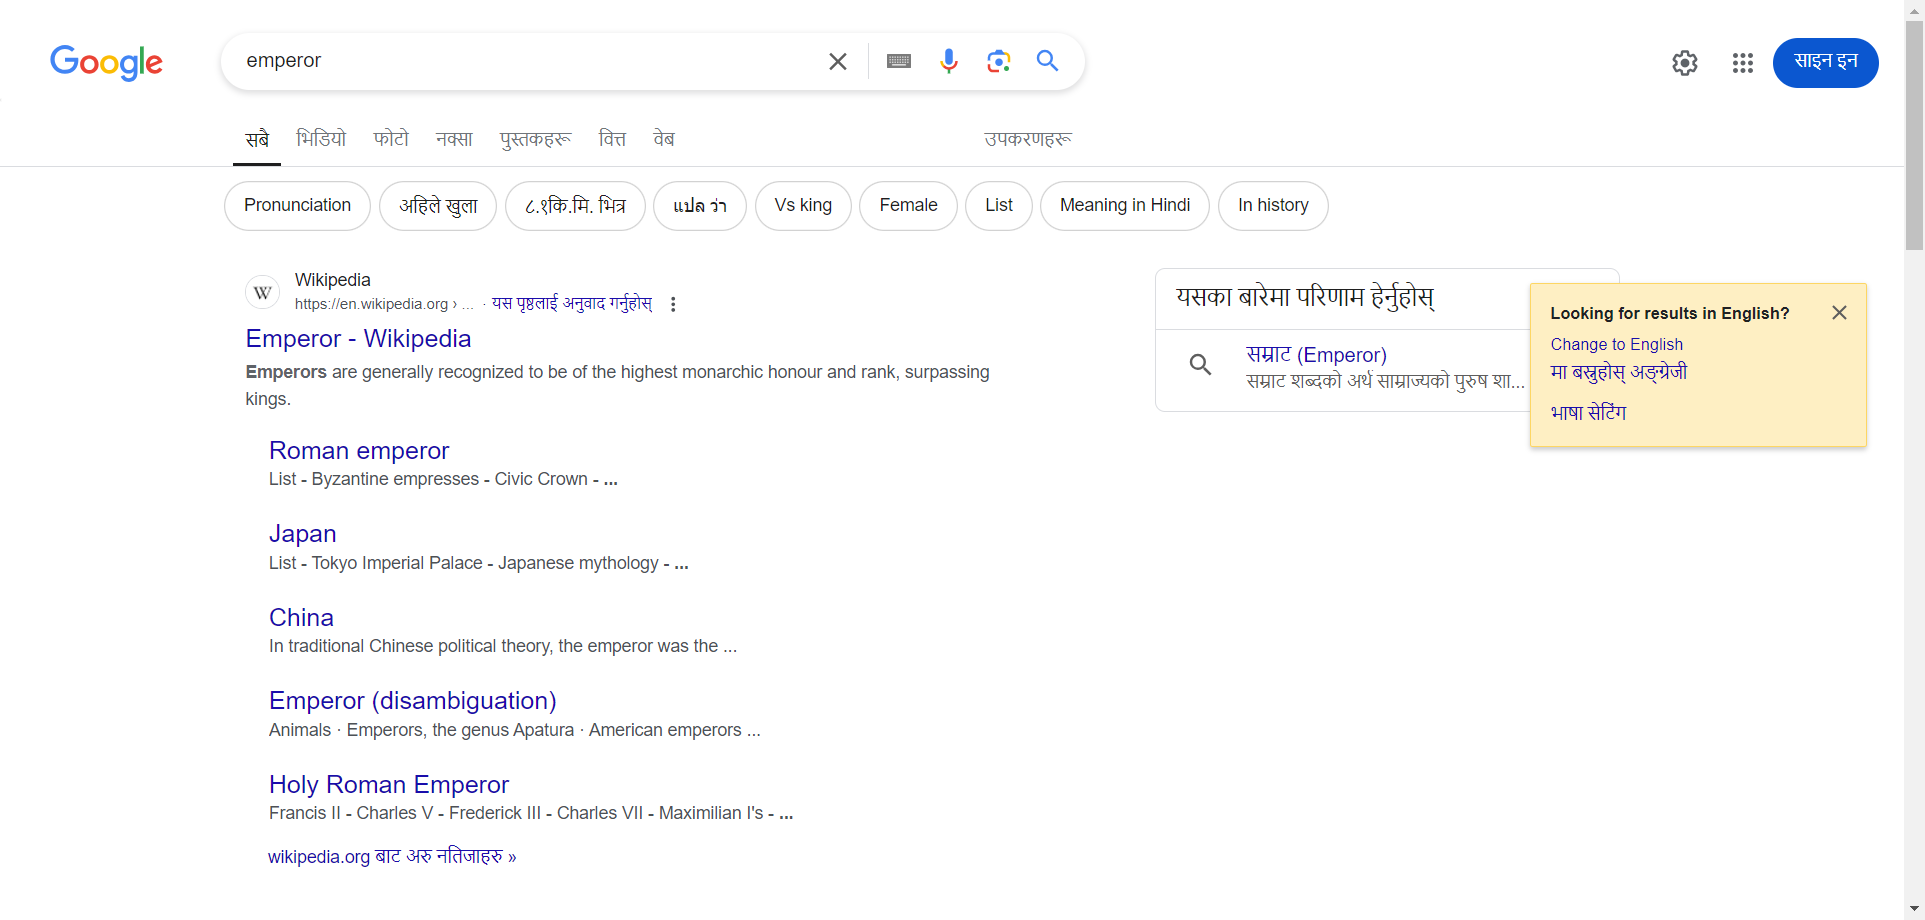 Google
emperor
साइन इन
सबै भिडियो फोटो नक्सा पुस्तकहरू वित्त वेब उपकरणहरू
Pronunciation अहिले खुला ८.१कि.मि. भित्र แปล ว่า Vs king Female List Meaning in Hindi In history
W
Wikipedia
https://en.wikipedia.org › ... · यस पृष्ठलाई अनुवाद गर्नुहोस्
Emperor - Wikipedia
Emperors are generally recognized to be of the highest monarchic honour and rank, surpassing
kings.
Roman emperor
List - Byzantine empresses - Civic Crown - ...
Japan
List - Tokyo Imperial Palace - Japanese mythology - ...
China
In traditional Chinese political theory, the emperor was the ...
Emperor (disambiguation)
Animals · Emperors, the genus Apatura · American emperors ...
Holy Roman Emperor
Francis II - Charles V - Frederick III - Charles VII - Maximilian I's - ...
wikipedia.org बाट अरु नतिजाहरु »
यसका बारेमा परिणाम हेर्नुहोस्
सम्राट (Emperor)
सम्राट शब्दको अर्थ साम्राज्यको पुरुष शा...
Looking for results in English?
Change to English
मा बस्नुहोस् अङ्ग्रेजी
भाषा सेटिंग